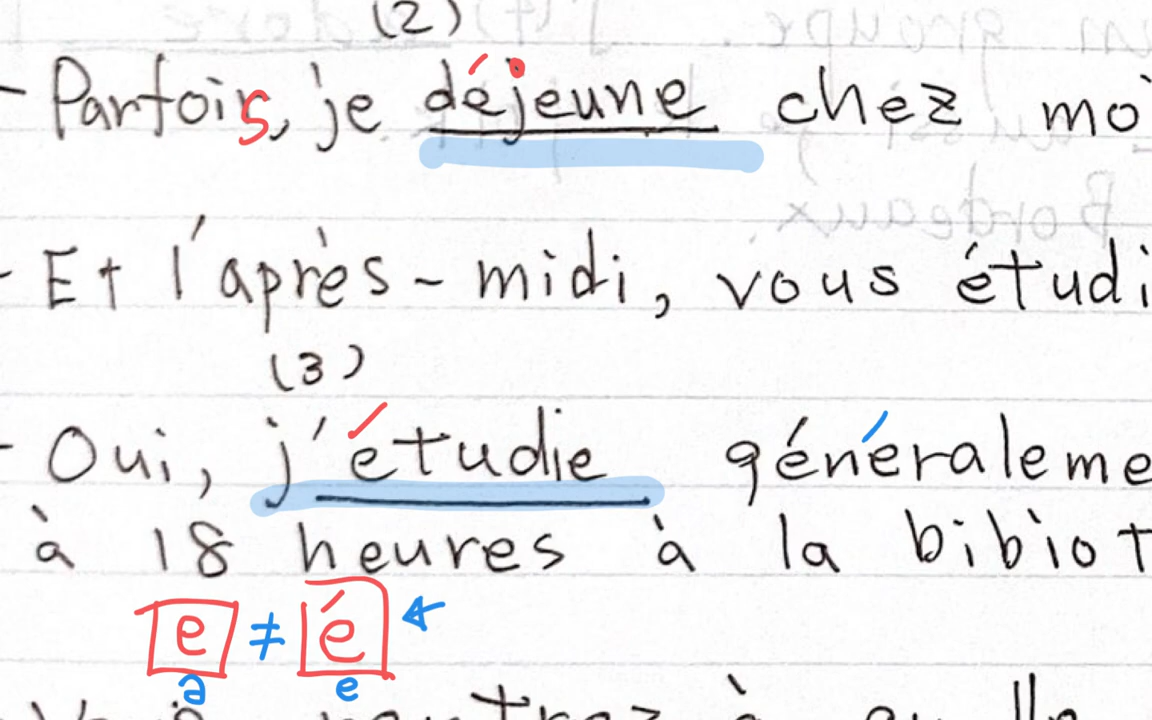 (2)
- Parfois, je déjeune chez mo
- Et l'après-midi, vous étudi
(3)
- Oui, j'étudie généraleme
à 18 heures à la bibiot
e ≠ é
ə e
à